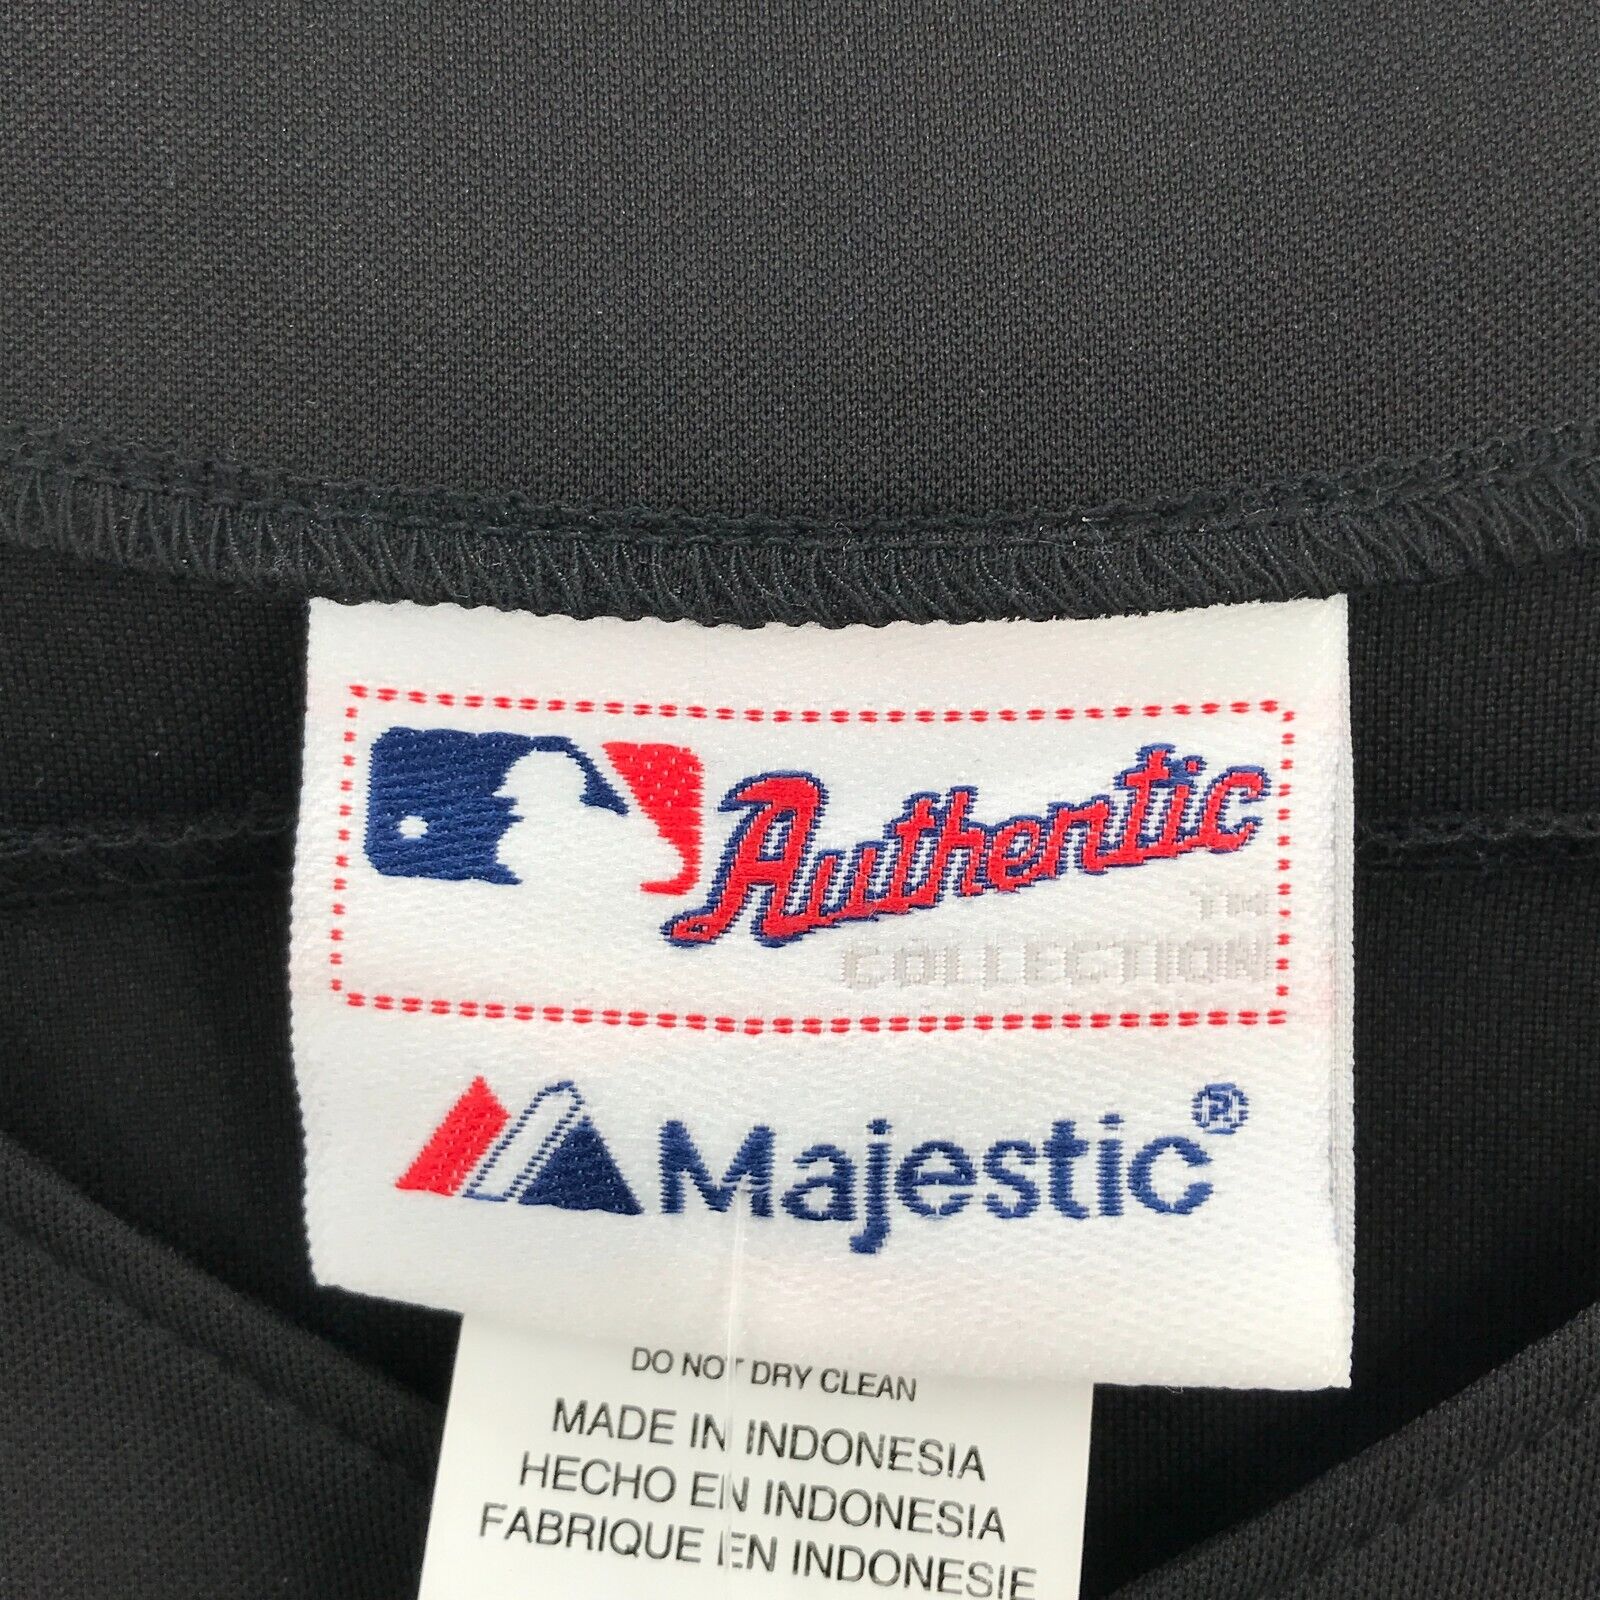 Authentic
TM
COLLECTION
Majestic®
DO NOT DRY CLEAN
MADE IN INDONESIA
HECHO EN INDONESIA
FABRIQUE EN INDONESIE